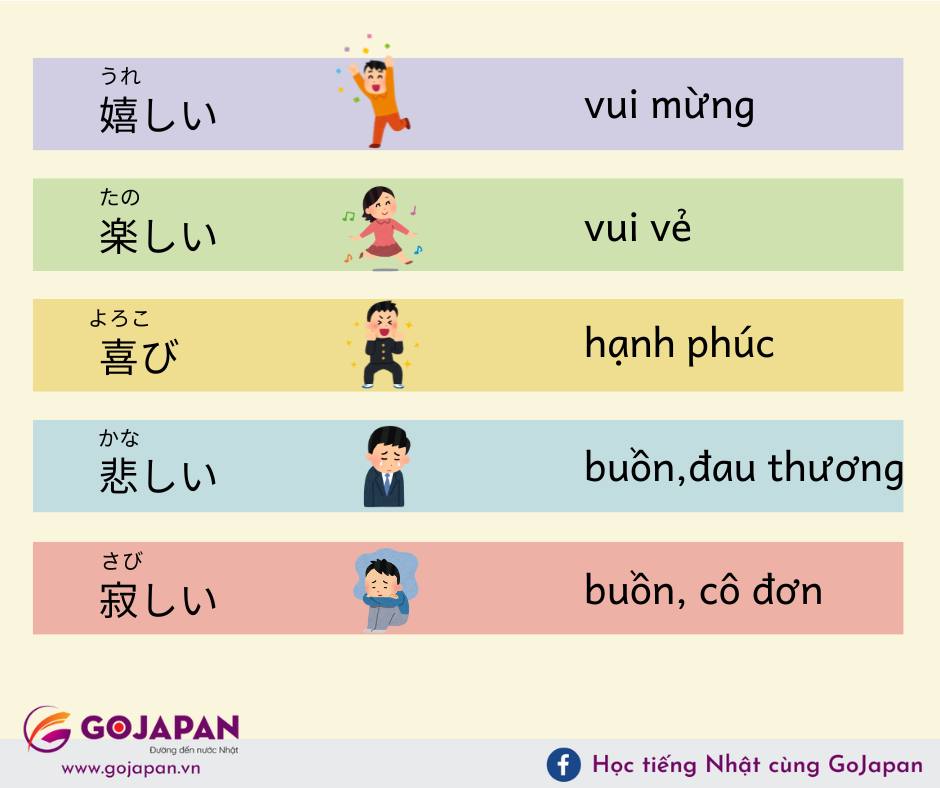 うれ
嬉しい
vui mừng
たの
楽しい
vui vẻ
よろこ
喜び
hạnh phúc
かな
悲しい
buồn,đau thương
さび
寂しい
buồn, cô đơn
GOJAPAN
Đường đến nước Nhật
www.gojapan.vn
Học tiếng Nhật cùng GoJapan